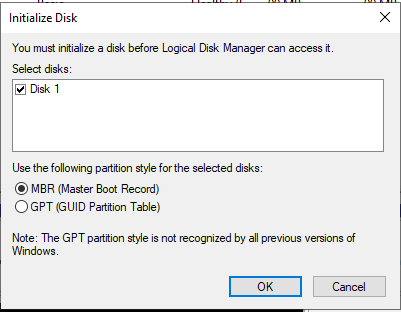 Initialize Disk
You must initialize a disk before Logical Disk Manager can access it.
Select disks:
Disk 1
Use the following partition style for the selected disks:
MBR (Master Boot Record)
GPT (GUID Partition Table)
Note: The GPT partition style is not recognized by all previous versions of
Windows.
OK Cancel